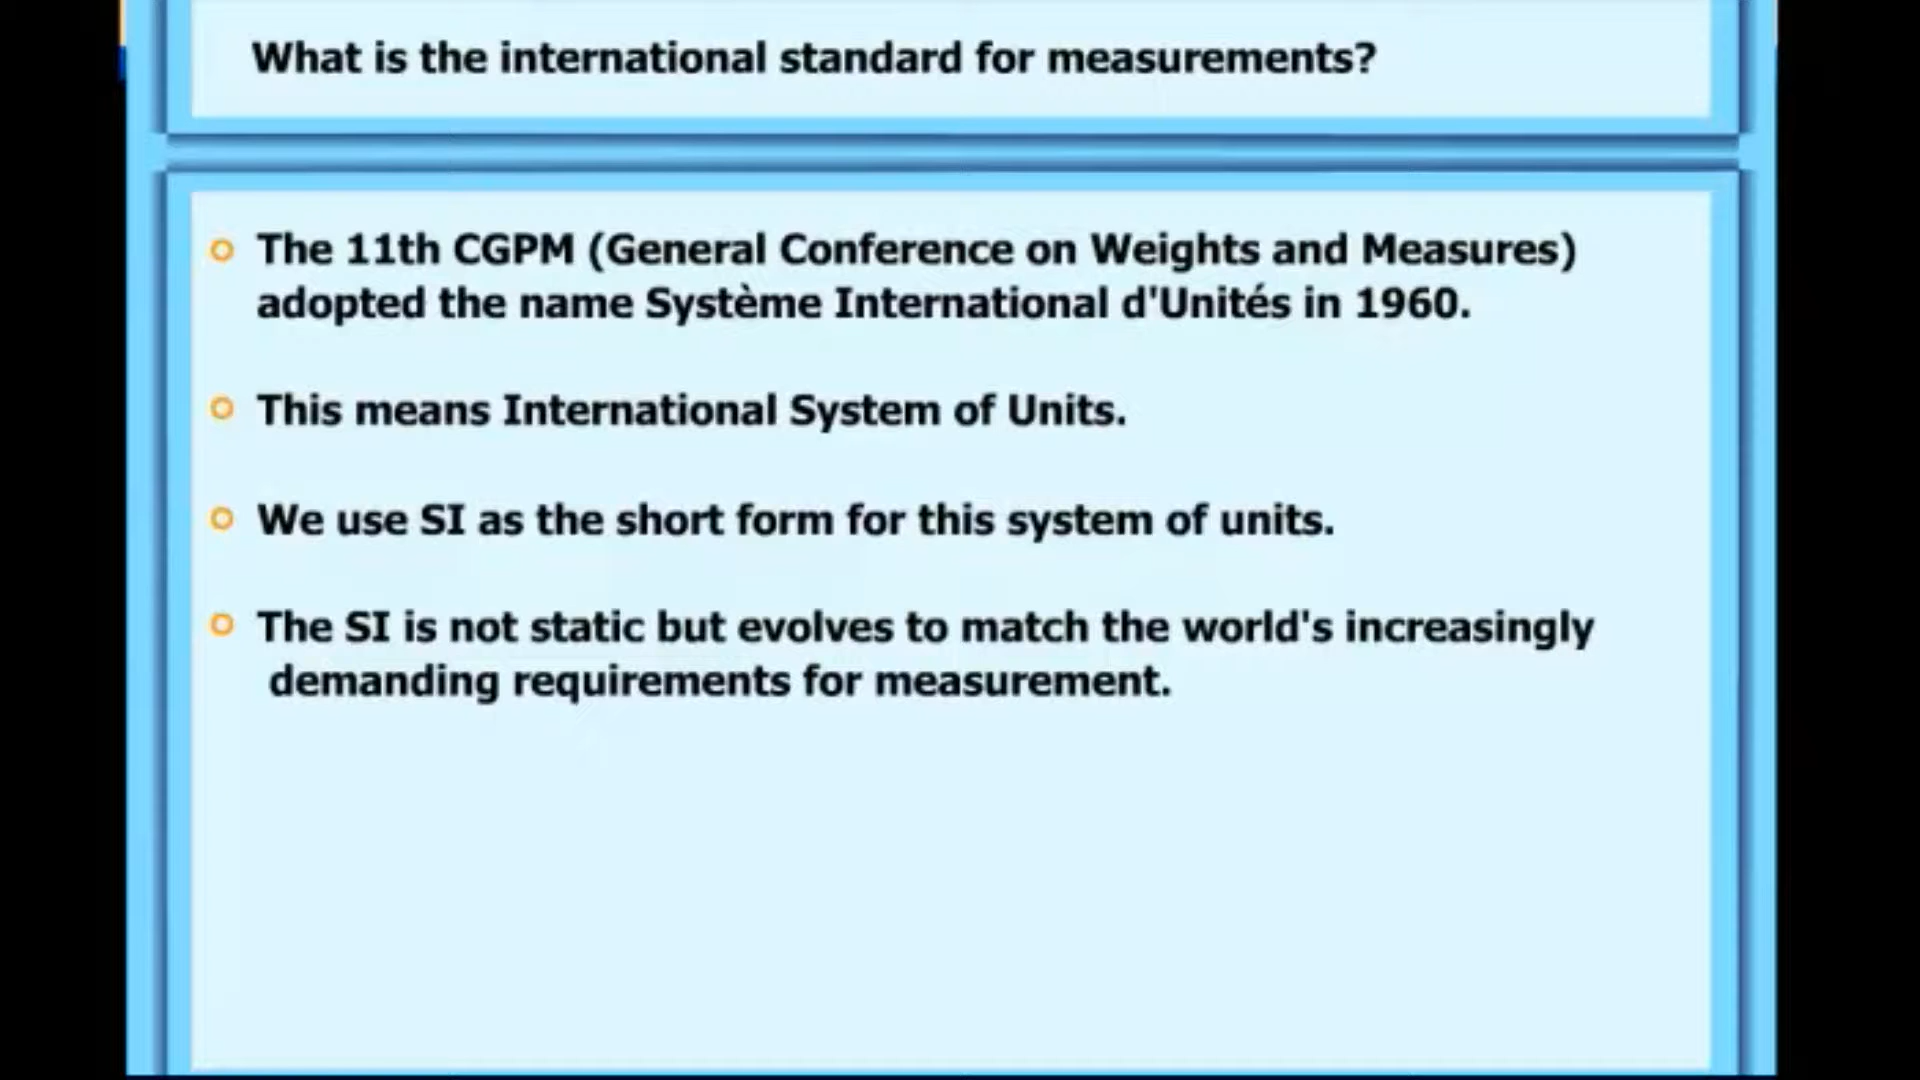 What is the international standard for measurements?
The 11th CGPM (General Conference on Weights and Measures)
adopted the name Système International d'Unités in 1960.
This means International System of Units.
We use SI as the short form for this system of units.
The SI is not static but evolves to match the world's increasingly
demanding requirements for measurement.